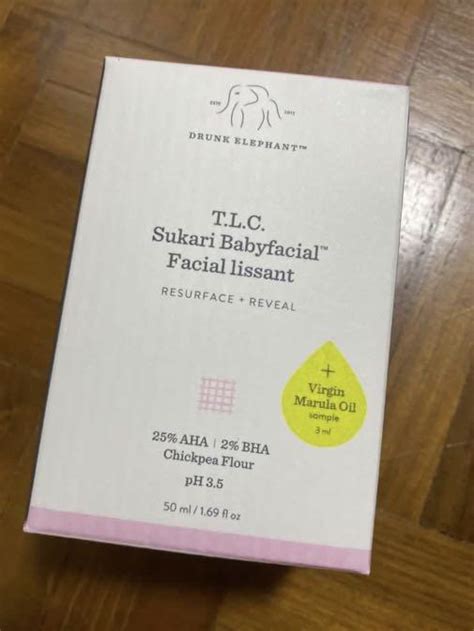 DRUNK ELEPHANT™
T.L.C.
Sukari Babyfacial™
Facial lissant
RESURFACE + REVEAL
+
Virgin
Marula Oil
sample
3 ml
25% AHA | 2% BHA
Chickpea Flour
pH 3.5
50 ml / 1.69 fl oz